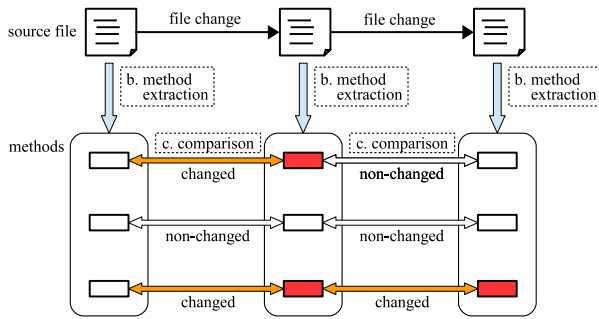 source file
file change
file change
b. method
extraction
b. method
extraction
b. method
extraction
methods
c. comparison
c. comparison
changed
non-changed
non-changed
non-changed
changed
changed